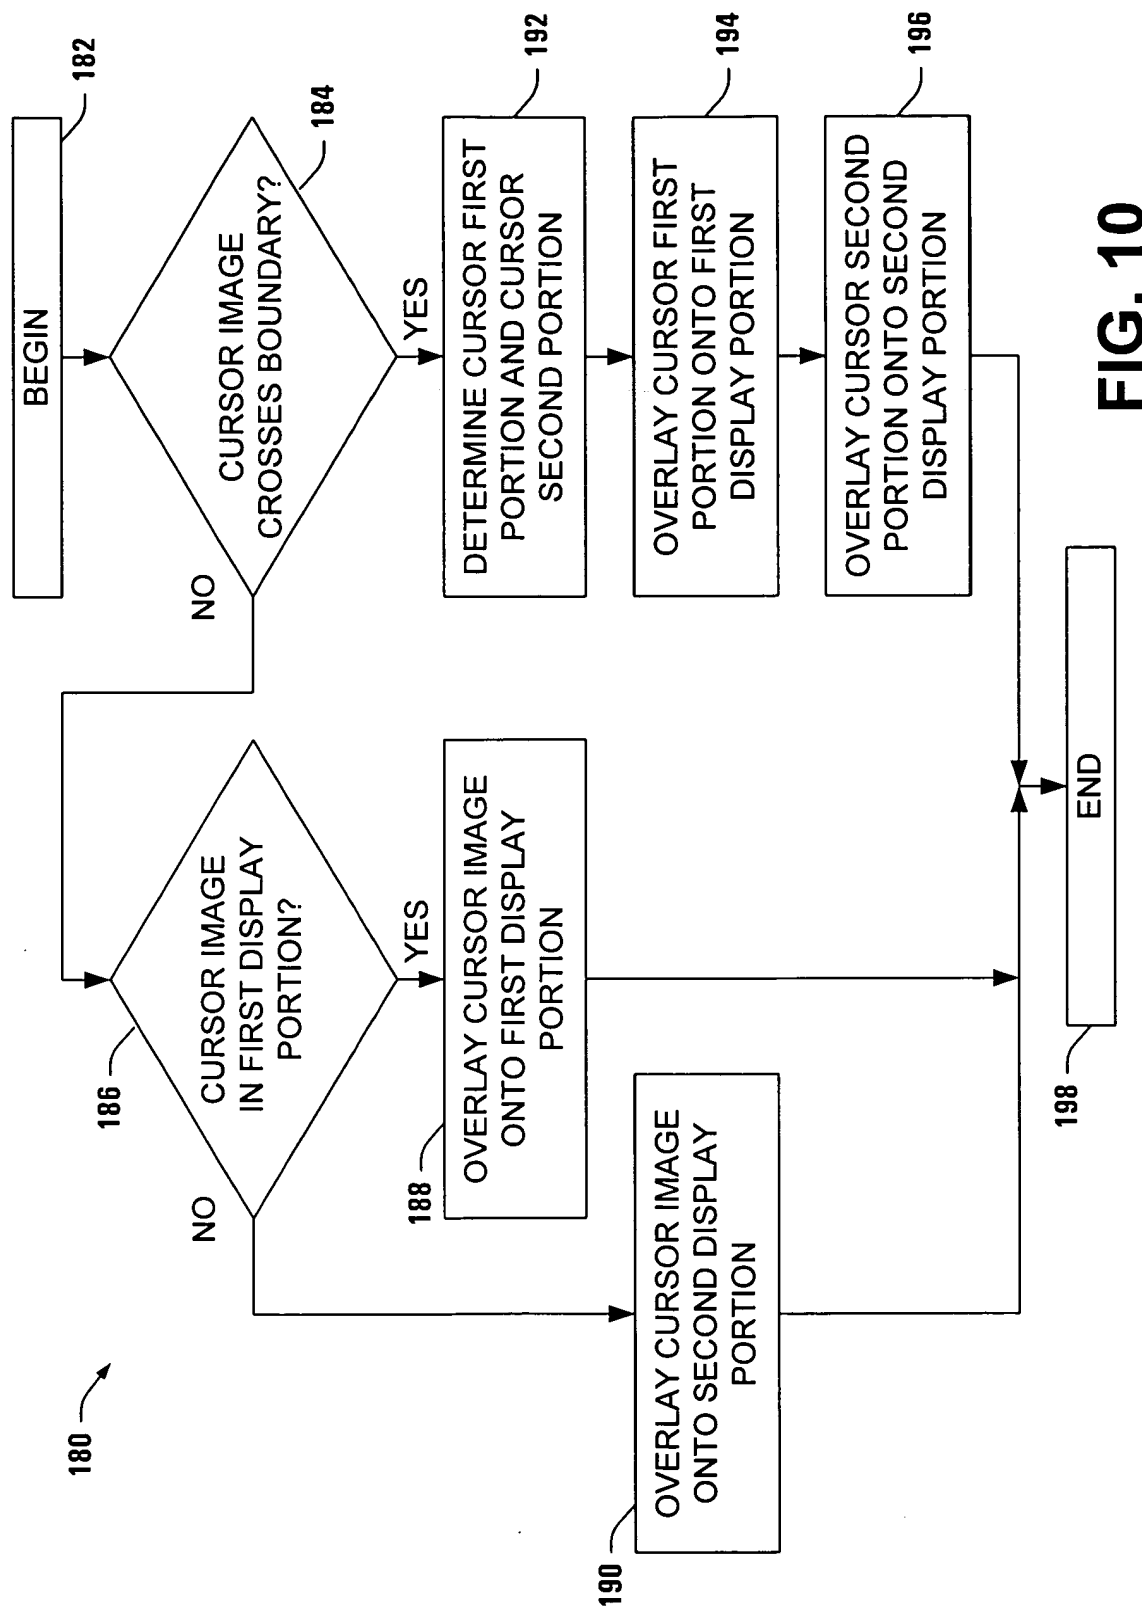 180
BEGIN
182
CURSOR IMAGE
CROSSES BOUNDARY?
184
NO
YES
CURSOR IMAGE
IN FIRST DISPLAY
PORTION?
186
NO
YES
OVERLAY CURSOR IMAGE
ONTO FIRST DISPLAY
PORTION
188
OVERLAY CURSOR IMAGE
ONTO SECOND DISPLAY
PORTION
190
DETERMINE CURSOR FIRST
PORTION AND CURSOR
SECOND PORTION
192
OVERLAY CURSOR FIRST
PORTION ONTO FIRST
DISPLAY PORTION
194
OVERLAY CURSOR SECOND
PORTION ONTO SECOND
DISPLAY PORTION
196
END
198
FIG. 10